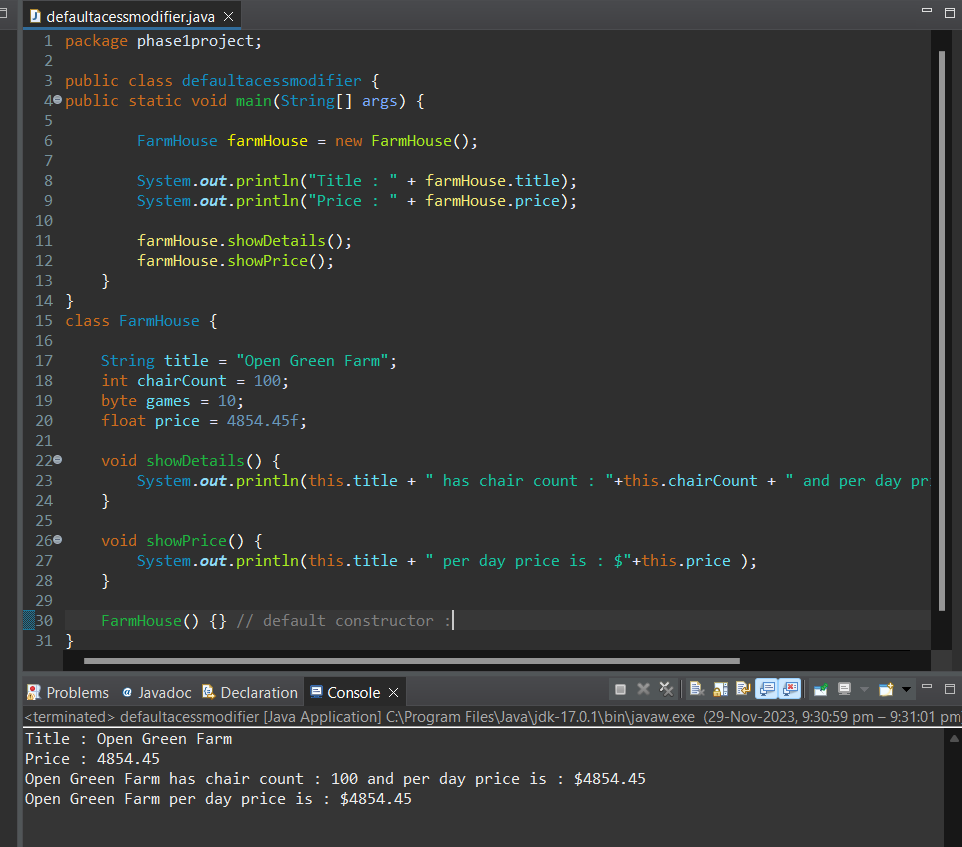 defaultacessmodifier.java
1 package phase1project;
2
3 public class defaultacessmodifier {
4 public static void main(String[] args) {
5
6 FarmHouse farmHouse = new FarmHouse();
7
8 System.out.println("Title : " + farmHouse.title);
9 System.out.println("Price : " + farmHouse.price);
10
11 farmHouse.showDetails();
12 farmHouse.showPrice();
13 }
14 }
15 class FarmHouse {
16
17 String title = "Open Green Farm";
18 int chairCount = 100;
19 byte games = 10;
20 float price = 4854.45f;
21
22 void showDetails() {
23 System.out.println(this.title + " has chair count : "+this.chairCount + " and per day pr
24 }
25
26 void showPrice() {
27 System.out.println(this.title + " per day price is : $"+this.price );
28 }
29
30 FarmHouse() {} // default constructor :
31 }
Problems @ Javadoc Declaration Console
<terminated> defaultacessmodifier [Java Application] C:\Program Files\Java\jdk-17.0.1\bin\javaw.exe (29-Nov-2023, 9:30:59 pm – 9:31:01 pm
Title : Open Green Farm
Price : 4854.45
Open Green Farm has chair count : 100 and per day price is : $4854.45
Open Green Farm per day price is : $4854.45